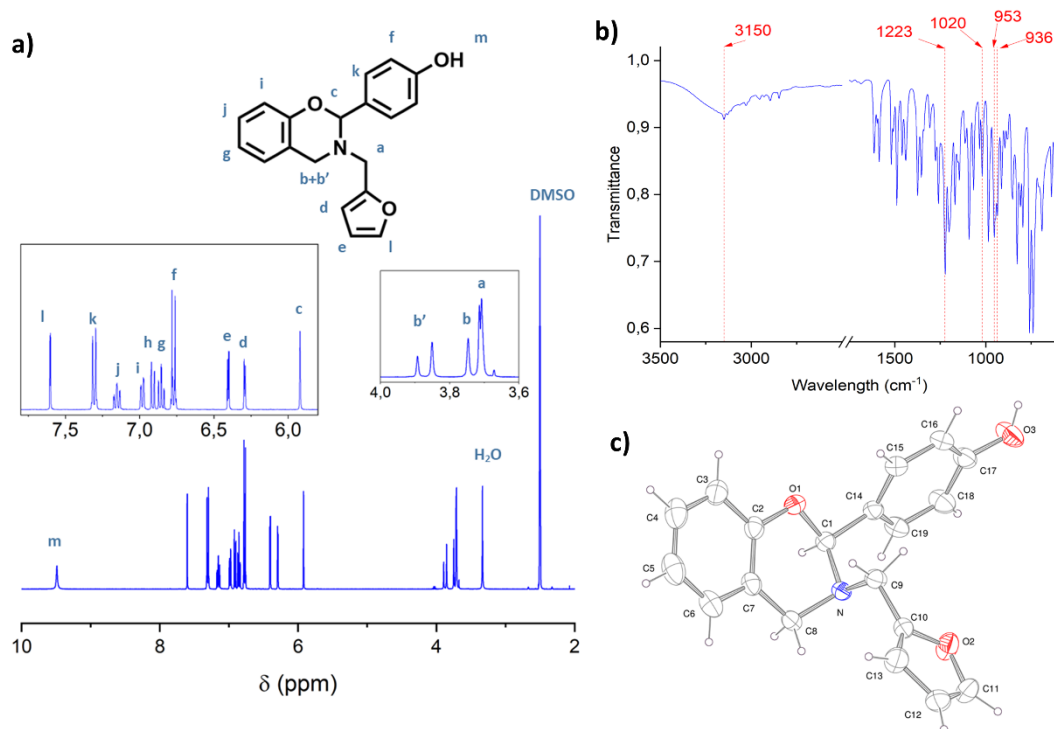 a)
f
m
k
OH
i
c
O
j
N
a
g
b+b'
d
O
e
l
DMSO
f
c
l
k
h
g
e
d
j
i
7,5
7,0
6,5
6,0
a
b'
b
4,0
3,8
3,6
H₂O
m
10
8
6
4
2
δ (ppm)
b)
3150
1223
1020
953
936
1,0
0,9
0,8
0,7
0,6
Transmittance
3500
3000
1500
1000
Wavelength (cm⁻¹)
c)
C16
O3
C15
C17
C3
O1
C14
C18
C4
C2
C1
C19
C5
C7
N
C9
C6
C8
C10
O2
C13
C11
C12